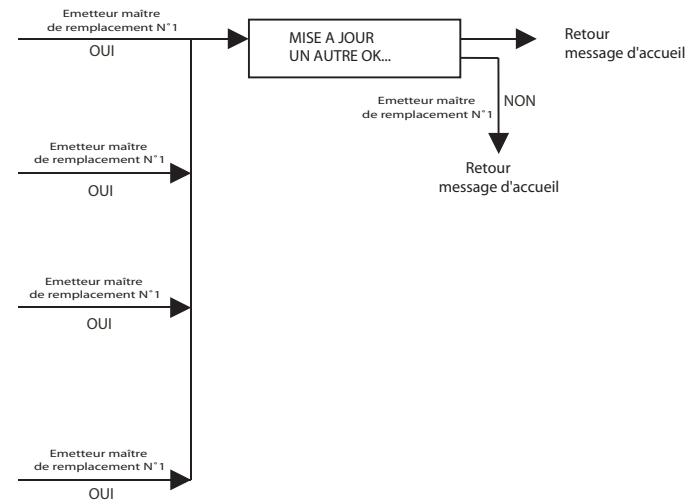 Emetteur maître
de remplacement N°1
OUI
MISE A JOUR
UN AUTRE OK...
Retour
message d'accueil
Emetteur maître
de remplacement N°1
NON
Retour
message d'accueil
Emetteur maître
de remplacement N°1
OUI
Emetteur maître
de remplacement N°1
OUI
Emetteur maître
de remplacement N°1
OUI